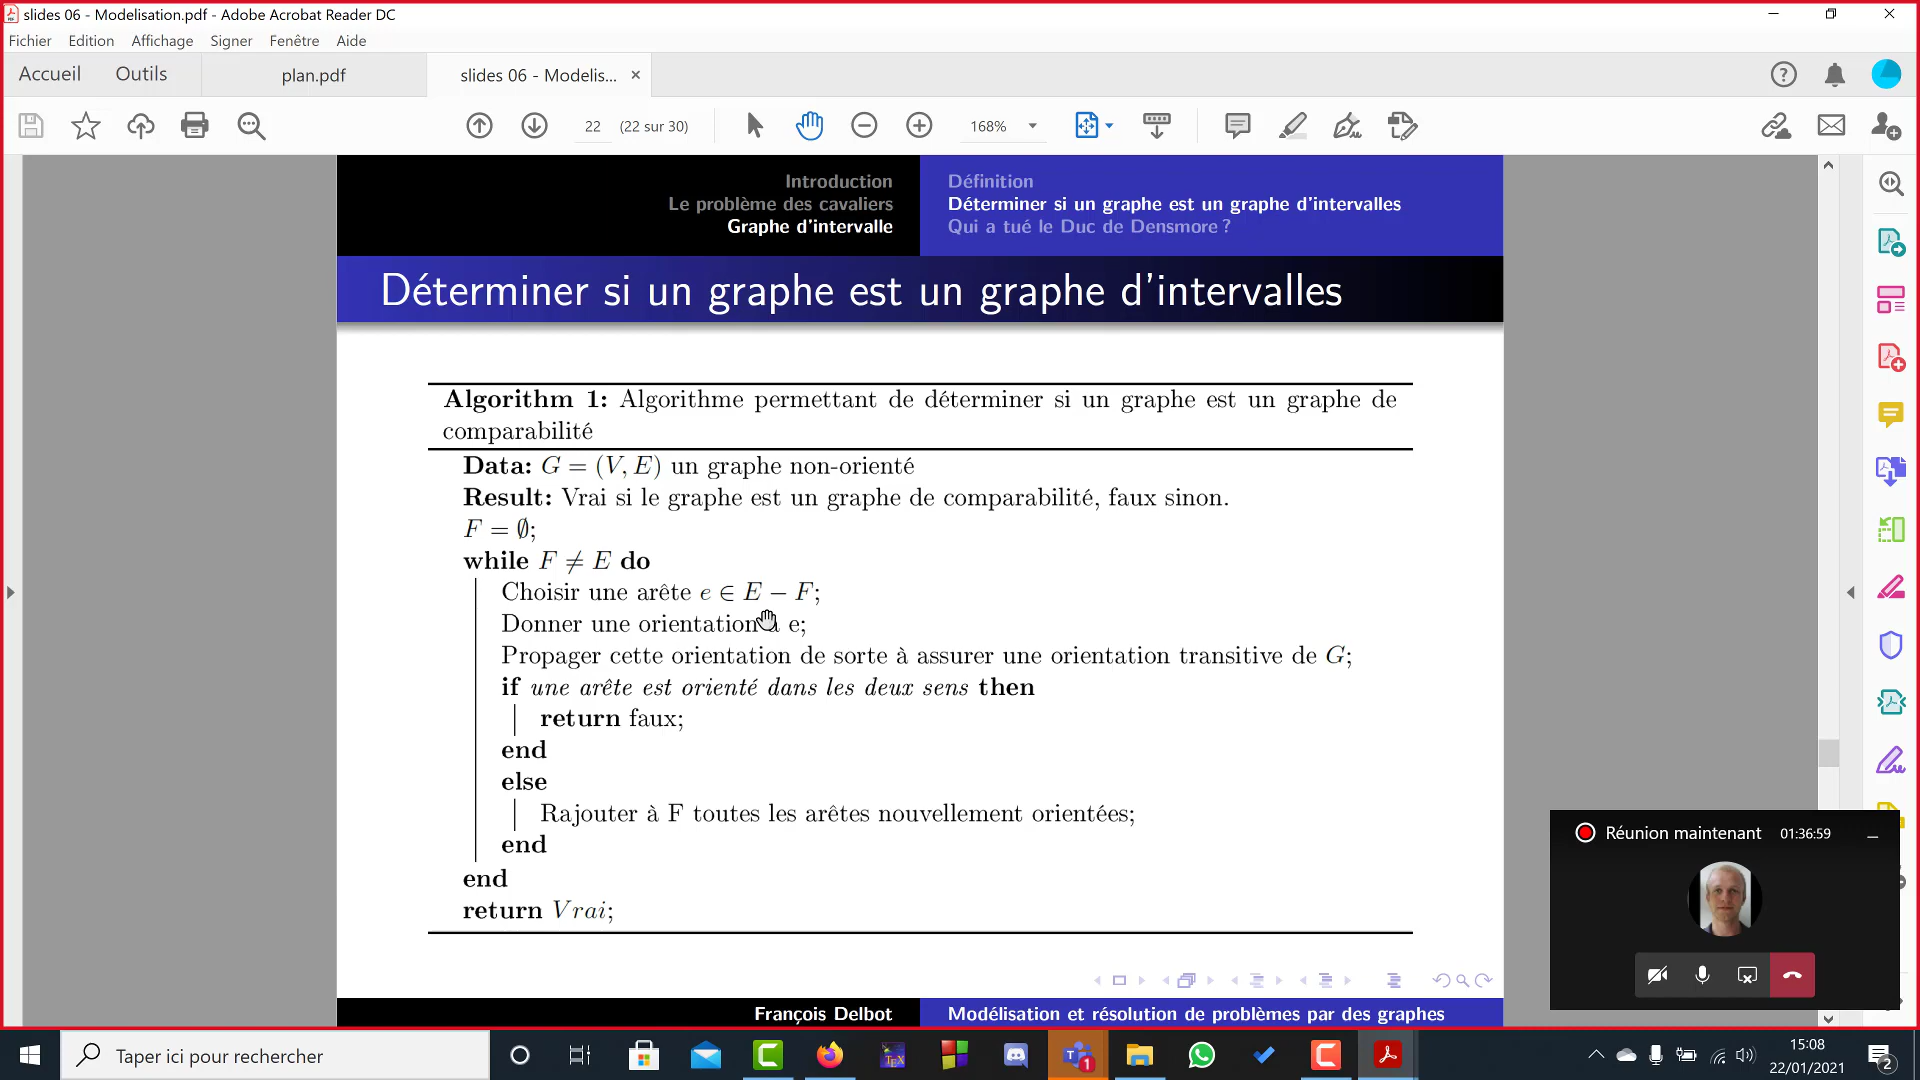 slides 06 - Modelisation.pdf - Adobe Acrobat Reader DC
Fichier Edition Affichage Signer Fenêtre Aide
Accueil Outils plan.pdf slides 06 - Modelis...
22 (22 sur 30) 168%
Introduction
Le problème des cavaliers
Graphe d'intervalle
Définition
Déterminer si un graphe est un graphe d'intervalles
Qui a tué le Duc de Densmore ?
Déterminer si un graphe est un graphe d'intervalles
Algorithm 1: Algorithme permettant de déterminer si un graphe est un graphe de
comparabilité
Data: G = (V, E) un graphe non-orienté
Result: Vrai si le graphe est un graphe de comparabilité, faux sinon.
F = ∅;
while F ≠ E do
Choisir une arête e ∈ E − F;
Donner une orientation à e;
Propager cette orientation de sorte à assurer une orientation transitive de G;
if une arête est orienté dans les deux sens then
return faux;
end
else
Rajouter à F toutes les arêtes nouvellement orientées;
end
end
return Vrai;
François Delbot
Modélisation et résolution de problèmes par des graphes
Réunion maintenant 01:36:59
Taper ici pour rechercher
15:08
22/01/2021